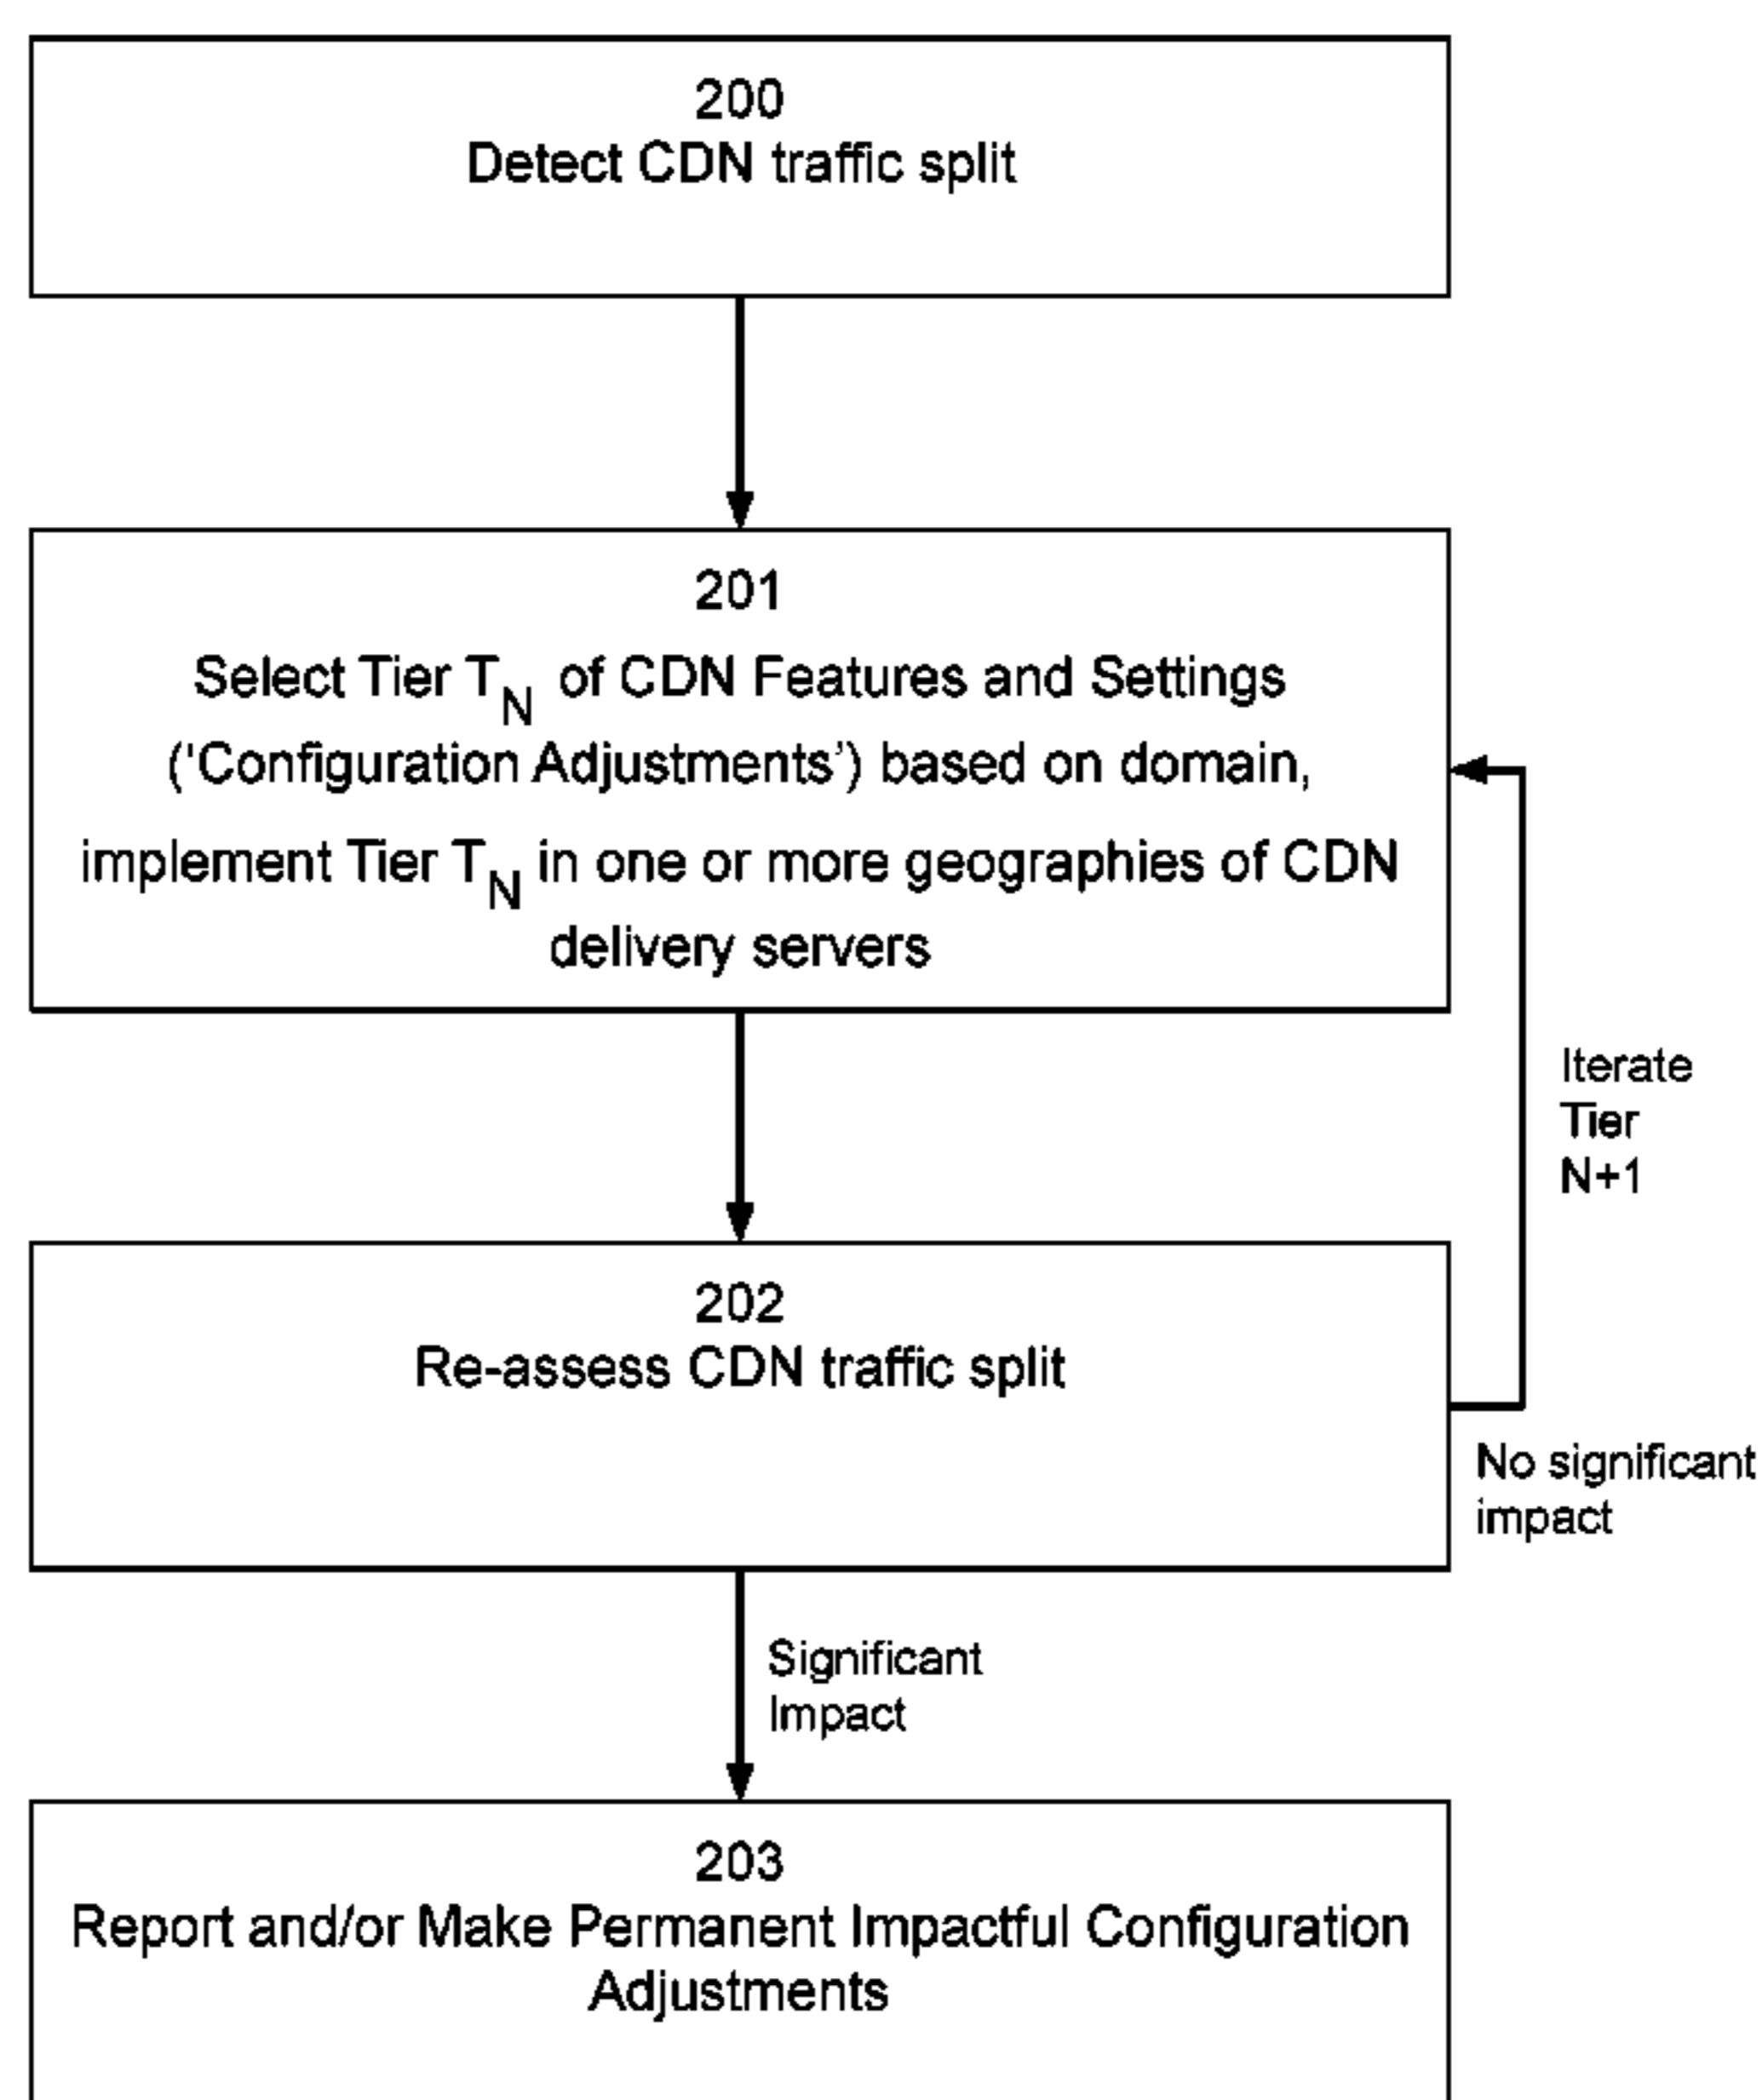 200
Detect CDN traffic split
201
Select Tier T_N of CDN Features and Settings
('Configuration Adjustments') based on domain,
implement Tier T_N in one or more geographies of CDN
delivery servers
Iterate
Tier
N+1
202
Re-assess CDN traffic split
No significant
impact
Significant
Impact
203
Report and/or Make Permanent Impactful Configuration
Adjustments